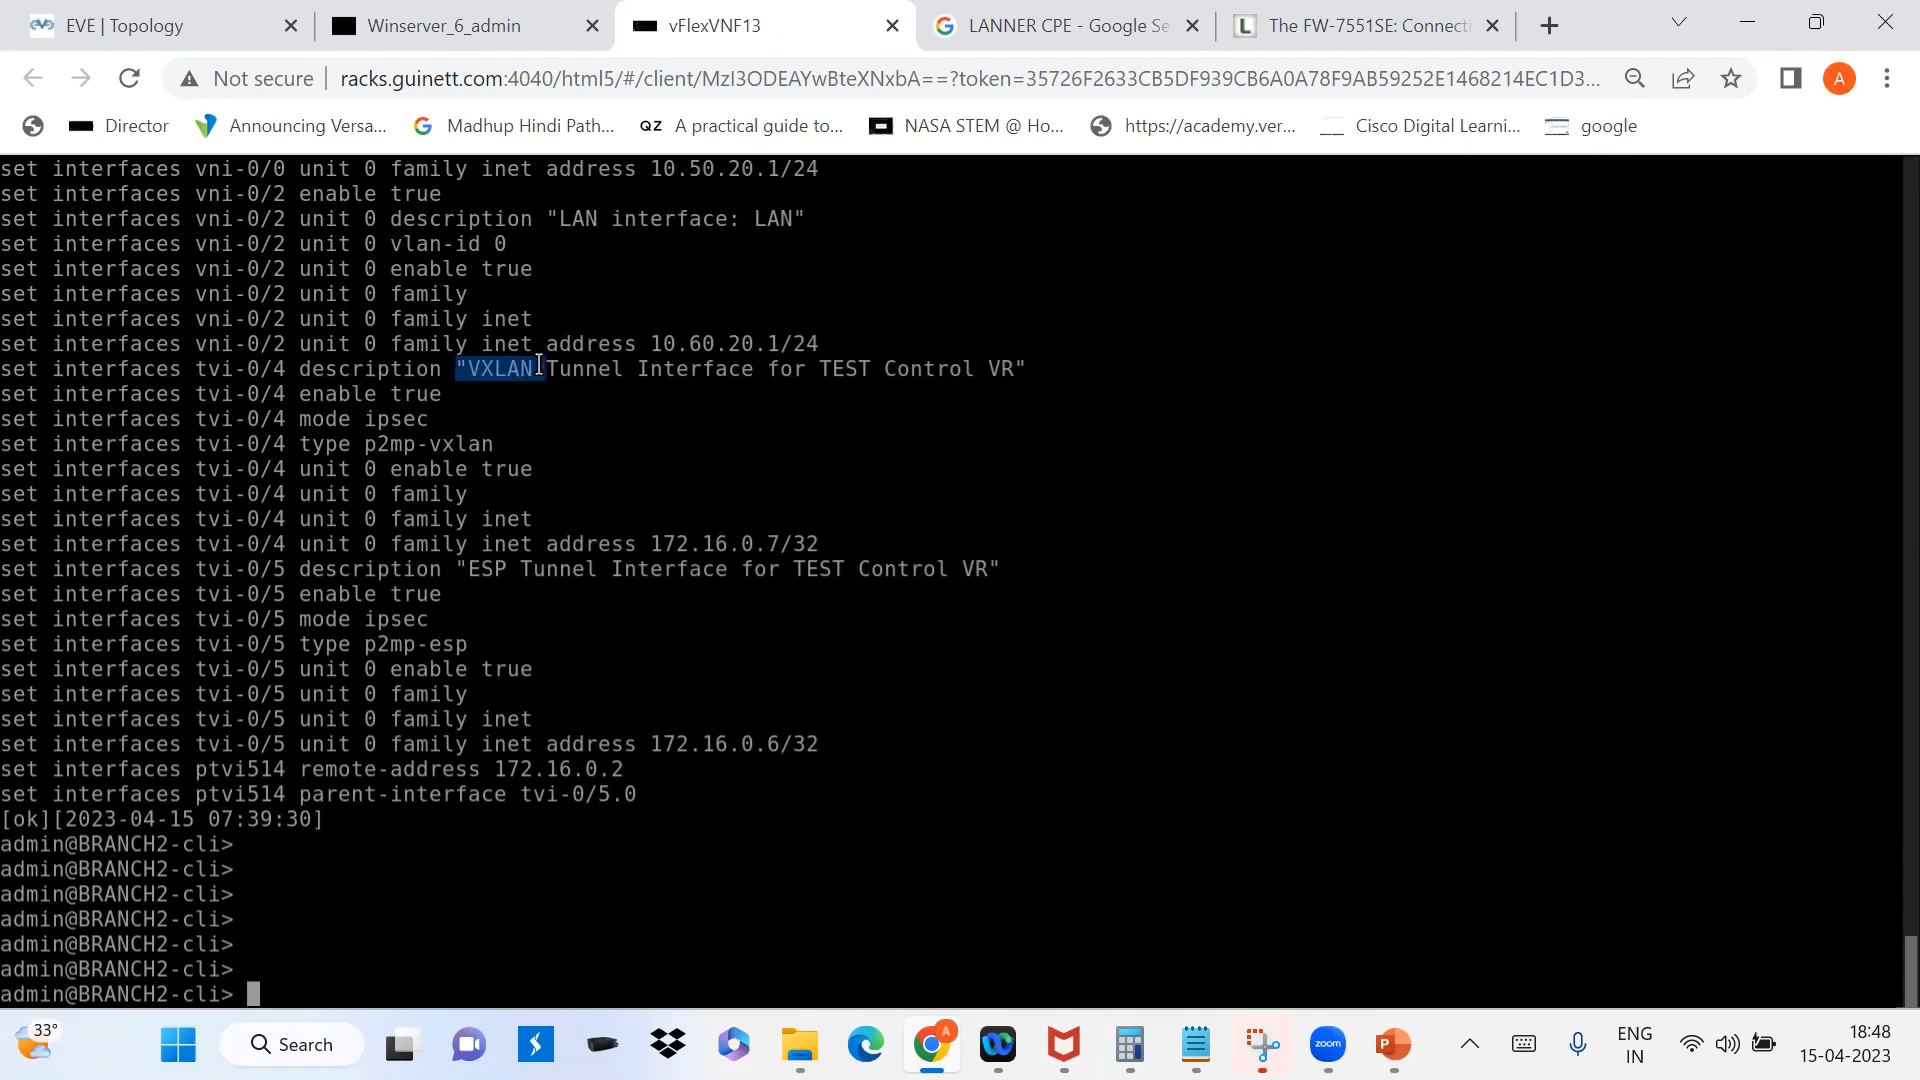 EVE | Topology
Winserver_6_admin
vFlexVNF13
LANNER CPE - Google Se
The FW-7551SE: Connecti
Not secure
racks.guinett.com:4040/html5/#/client/MzI3ODEAYwBteXNxbA==?token=35726F2633CB5DF939CB6A0A78F9AB59252E1468214EC1D3...
A
Director
Announcing Versa...
Madhup Hindi Path...
QZ
A practical guide to...
NASA STEM @ Ho...
https://academy.ver...
Cisco Digital Learni...
google
set interfaces vni-0/0 unit 0 family inet address 10.50.20.1/24
set interfaces vni-0/2 enable true
set interfaces vni-0/2 unit 0 description "LAN interface: LAN"
set interfaces vni-0/2 unit 0 vlan-id 0
set interfaces vni-0/2 unit 0 enable true
set interfaces vni-0/2 unit 0 family
set interfaces vni-0/2 unit 0 family inet
set interfaces vni-0/2 unit 0 family inet address 10.60.20.1/24
set interfaces tvi-0/4 description "VXLAN Tunnel Interface for TEST Control VR"
set interfaces tvi-0/4 enable true
set interfaces tvi-0/4 mode ipsec
set interfaces tvi-0/4 type p2mp-vxlan
set interfaces tvi-0/4 unit 0 enable true
set interfaces tvi-0/4 unit 0 family
set interfaces tvi-0/4 unit 0 family inet
set interfaces tvi-0/4 unit 0 family inet address 172.16.0.7/32
set interfaces tvi-0/5 description "ESP Tunnel Interface for TEST Control VR"
set interfaces tvi-0/5 enable true
set interfaces tvi-0/5 mode ipsec
set interfaces tvi-0/5 type p2mp-esp
set interfaces tvi-0/5 unit 0 enable true
set interfaces tvi-0/5 unit 0 family
set interfaces tvi-0/5 unit 0 family inet
set interfaces tvi-0/5 unit 0 family inet address 172.16.0.6/32
set interfaces ptvi514 remote-address 172.16.0.2
set interfaces ptvi514 parent-interface tvi-0/5.0
[ok][2023-04-15 07:39:30]
admin@BRANCH2-cli>
admin@BRANCH2-cli>
admin@BRANCH2-cli>
admin@BRANCH2-cli>
admin@BRANCH2-cli>
admin@BRANCH2-cli>
admin@BRANCH2-cli>
33°
Search
A
zoom
ENG
IN
18:48
15-04-2023